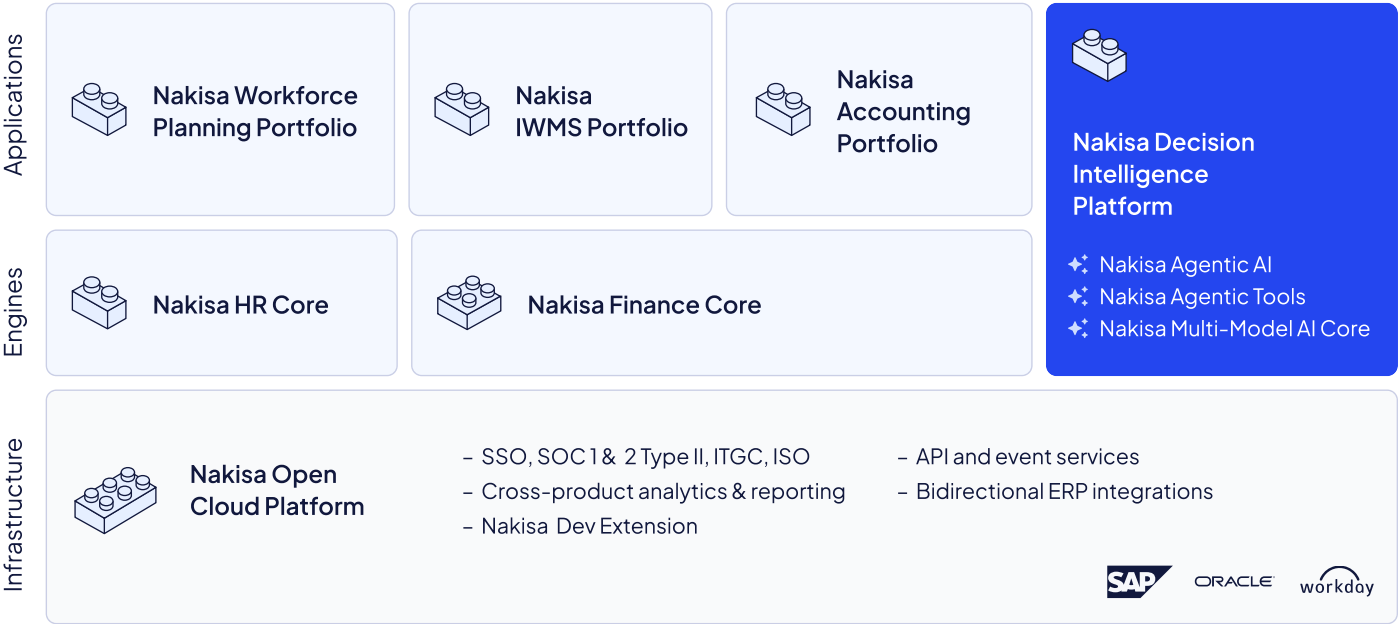 Applications
Nakisa Workforce
Planning Portfolio
Nakisa
IWMS Portfolio
Nakisa
Accounting
Portfolio
Nakisa Decision
Intelligence
Platform
Nakisa Agentic AI
Nakisa Agentic Tools
Nakisa Multi-Model AI Core
Engines
Nakisa HR Core
Nakisa Finance Core
Infrastructure
Nakisa Open
Cloud Platform
– SSO, SOC 1 & 2 Type II, ITGC, ISO
– Cross-product analytics & reporting
– Nakisa Dev Extension
– API and event services
– Bidirectional ERP integrations
SAP
ORACLE
workday